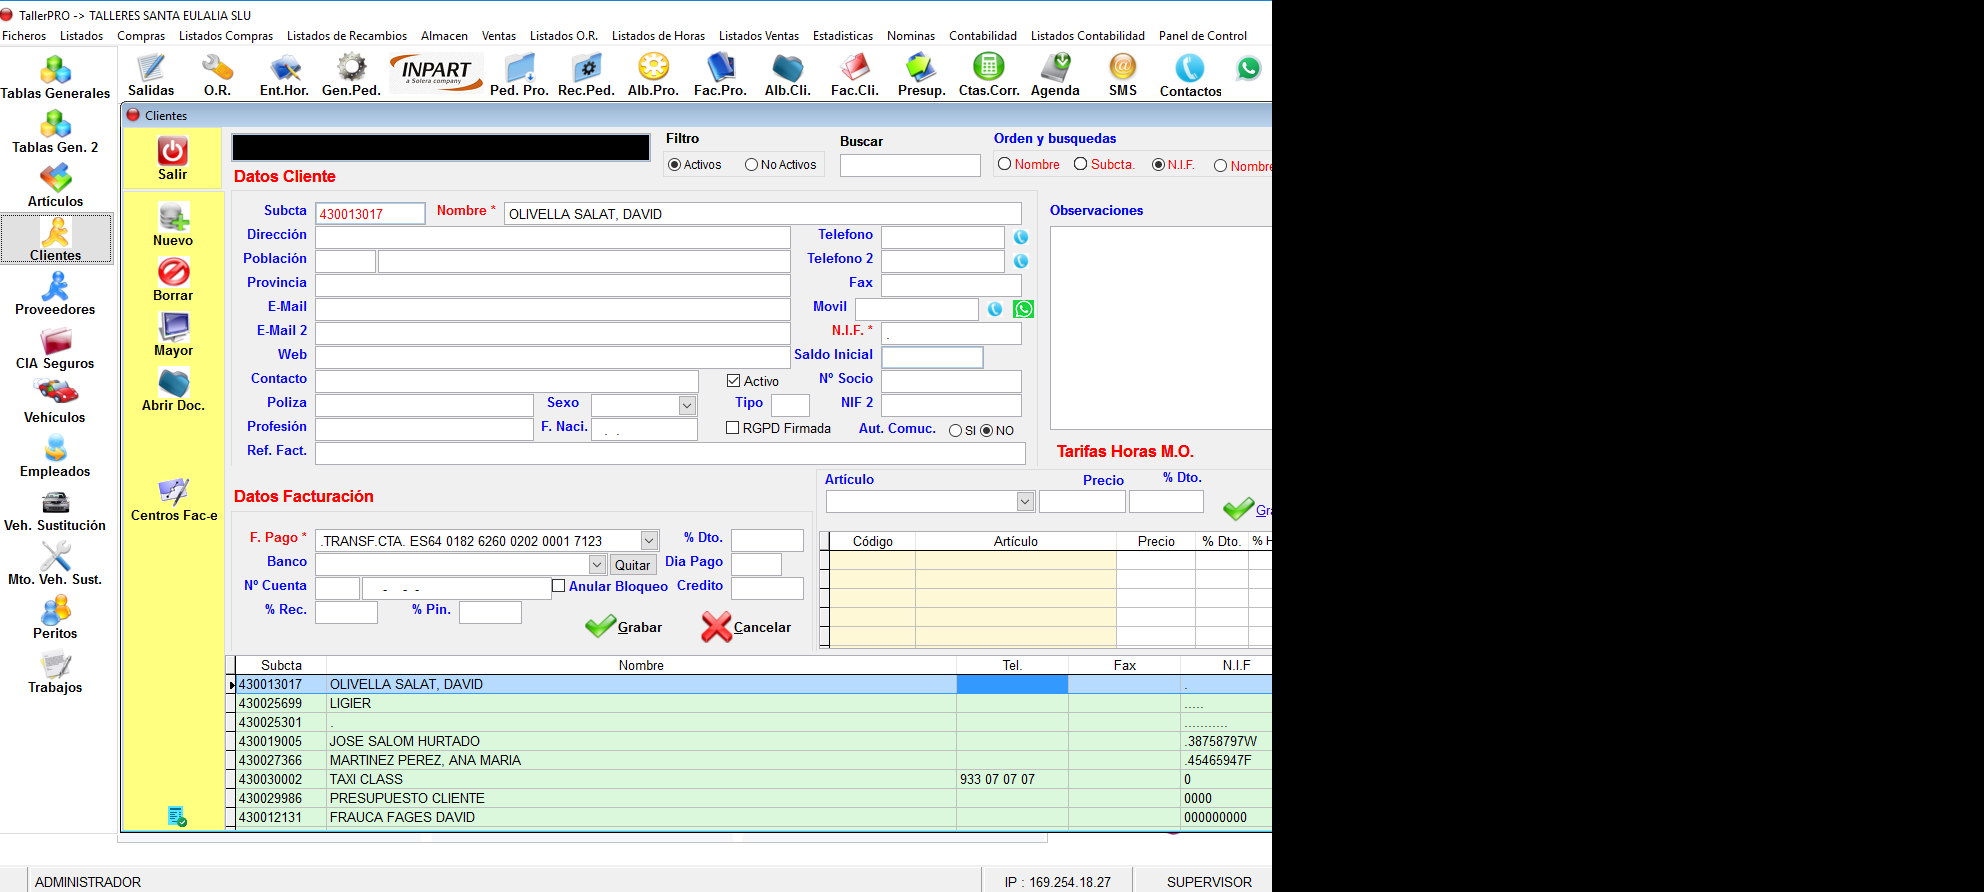 TallerPRO -> TALLERES SANTA EULALIA SLU
Ficheros Listados Compras Listados Compras Listados de Recambios Almacen Ventas Listados O.R. Listados de Horas Listados Ventas Estadisticas Nominas Contabilidad Listados Contabilidad Panel de Control
INPART
a Solera company
Salidas O.R. Ent.Hor. Gen.Ped. Ped. Pro. Rec.Ped. Alb.Pro. Fac.Pro. Alb.Cli. Fac.Cli. Presup. Ctas.Corr. Agenda SMS Contactos
Tablas Generales
Tablas Gen. 2
Artículos
Clientes
Proveedores
CIA Seguros
Vehículos
Empleados
Veh. Sustitución
Mto. Veh. Sust.
Peritos
Trabajos
Clientes
Salir
Nuevo
Borrar
Mayor
Abrir Doc.
Centros Fac-e
Filtro
Activos No Activos
Buscar
Orden y busquedas
Nombre Subcta. N.I.F. Nombre
Datos Cliente
Subcta 430013017 Nombre * OLIVELLA SALAT, DAVID
Observaciones
Dirección Telefono
Población Telefono 2
Provincia Fax
E-Mail Movil
E-Mail 2 N.I.F. * .
Web Saldo Inicial
Contacto Activo Nº Socio
Poliza Sexo Tipo NIF 2
Profesión F. Naci. . . RGPD Firmada Aut. Comuc. SI NO
Ref. Fact.
Tarifas Horas M.O.
Artículo Precio % Dto.
Gra
Código Artículo Precio % Dto. % H
Datos Facturación
F. Pago * .TRANSF.CTA. ES64 0182 6260 0202 0001 7123 % Dto.
Banco Quitar Dia Pago
Nº Cuenta - - - Anular Bloqueo Credito
% Rec. % Pin.
Grabar Cancelar
Subcta Nombre Tel. Fax N.I.F
430013017 OLIVELLA SALAT, DAVID .
430025699 LIGIER .....
430025301 . ...........
430019005 JOSE SALOM HURTADO .38758797W
430027366 MARTINEZ PEREZ, ANA MARIA .45465947F
430030002 TAXI CLASS 933 07 07 07 0
430029986 PRESUPUESTO CLIENTE 0000
430012131 FRAUCA FAGES DAVID 000000000
ADMINISTRADOR IP : 169.254.18.27 SUPERVISOR